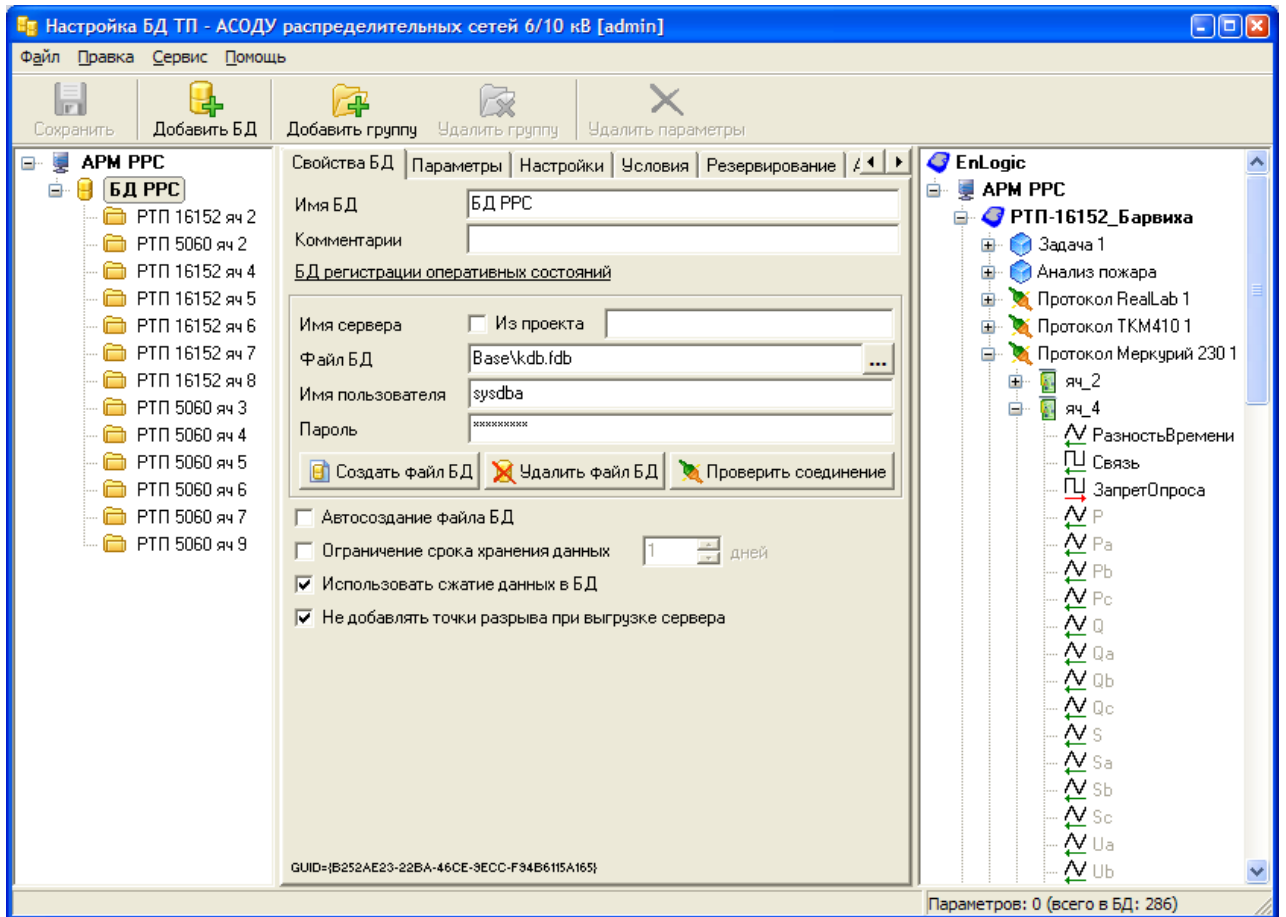 Настройка БД ТП - АСОДУ распределительных сетей 6/10 кВ [admin]
Файл Правка Сервис Помощь
Сохранить Добавить БД Добавить группу Удалить группу Удалить параметры
АРМ РРС
БД РРС
РТП 16152 яч 2
РТП 5060 яч 2
РТП 16152 яч 4
РТП 16152 яч 5
РТП 16152 яч 6
РТП 16152 яч 7
РТП 16152 яч 8
РТП 5060 яч 3
РТП 5060 яч 4
РТП 5060 яч 5
РТП 5060 яч 6
РТП 5060 яч 7
РТП 5060 яч 9
Свойства БД Параметры Настройки Условия Резервирование
Имя БД БД РРС
Комментарии
БД регистрации оперативных состояний
Имя сервера Из проекта
Файл БД Base\kdb.fdb ...
Имя пользователя sysdba
Пароль ×××××××××
Создать файл БД Удалить файл БД Проверить соединение
Автосоздание файла БД
Ограничение срока хранения данных 1 дней
Использовать сжатие данных в БД
Не добавлять точки разрыва при выгрузке сервера
GUID={B252AE23-22BA-46CE-9ECC-F94B6115A165}
EnLogic
АРМ РРС
РТП-16152_Барвиха
Задача 1
Анализ пожара
Протокол RealLab 1
Протокол ТКМ410 1
Протокол Меркурий 230 1
яч_2
яч_4
РазностьВремени
Связь
ЗапретОпроса
P
Pa
Pb
Pc
Q
Qa
Qb
Qc
S
Sa
Sb
Sc
Ua
Ub
Параметров: 0 (всего в БД: 286)